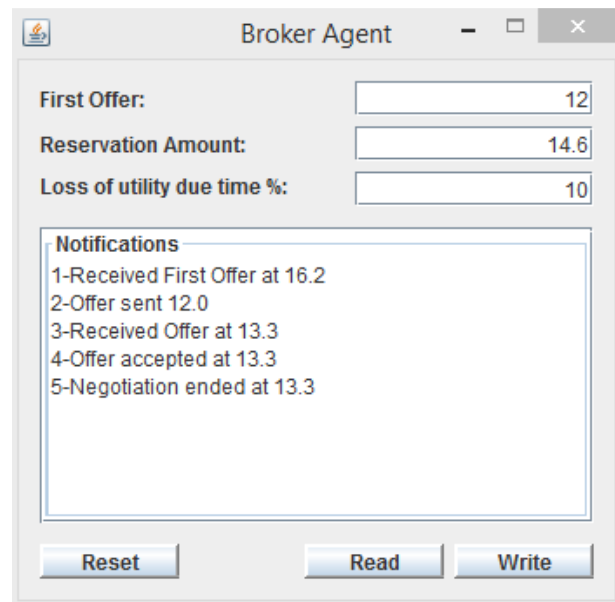 Broker Agent
First Offer: 12
Reservation Amount: 14.6
Loss of utility due time %: 10
Notifications
1-Received First Offer at 16.2
2-Offer sent 12.0
3-Received Offer at 13.3
4-Offer accepted at 13.3
5-Negotiation ended at 13.3
Reset Read Write